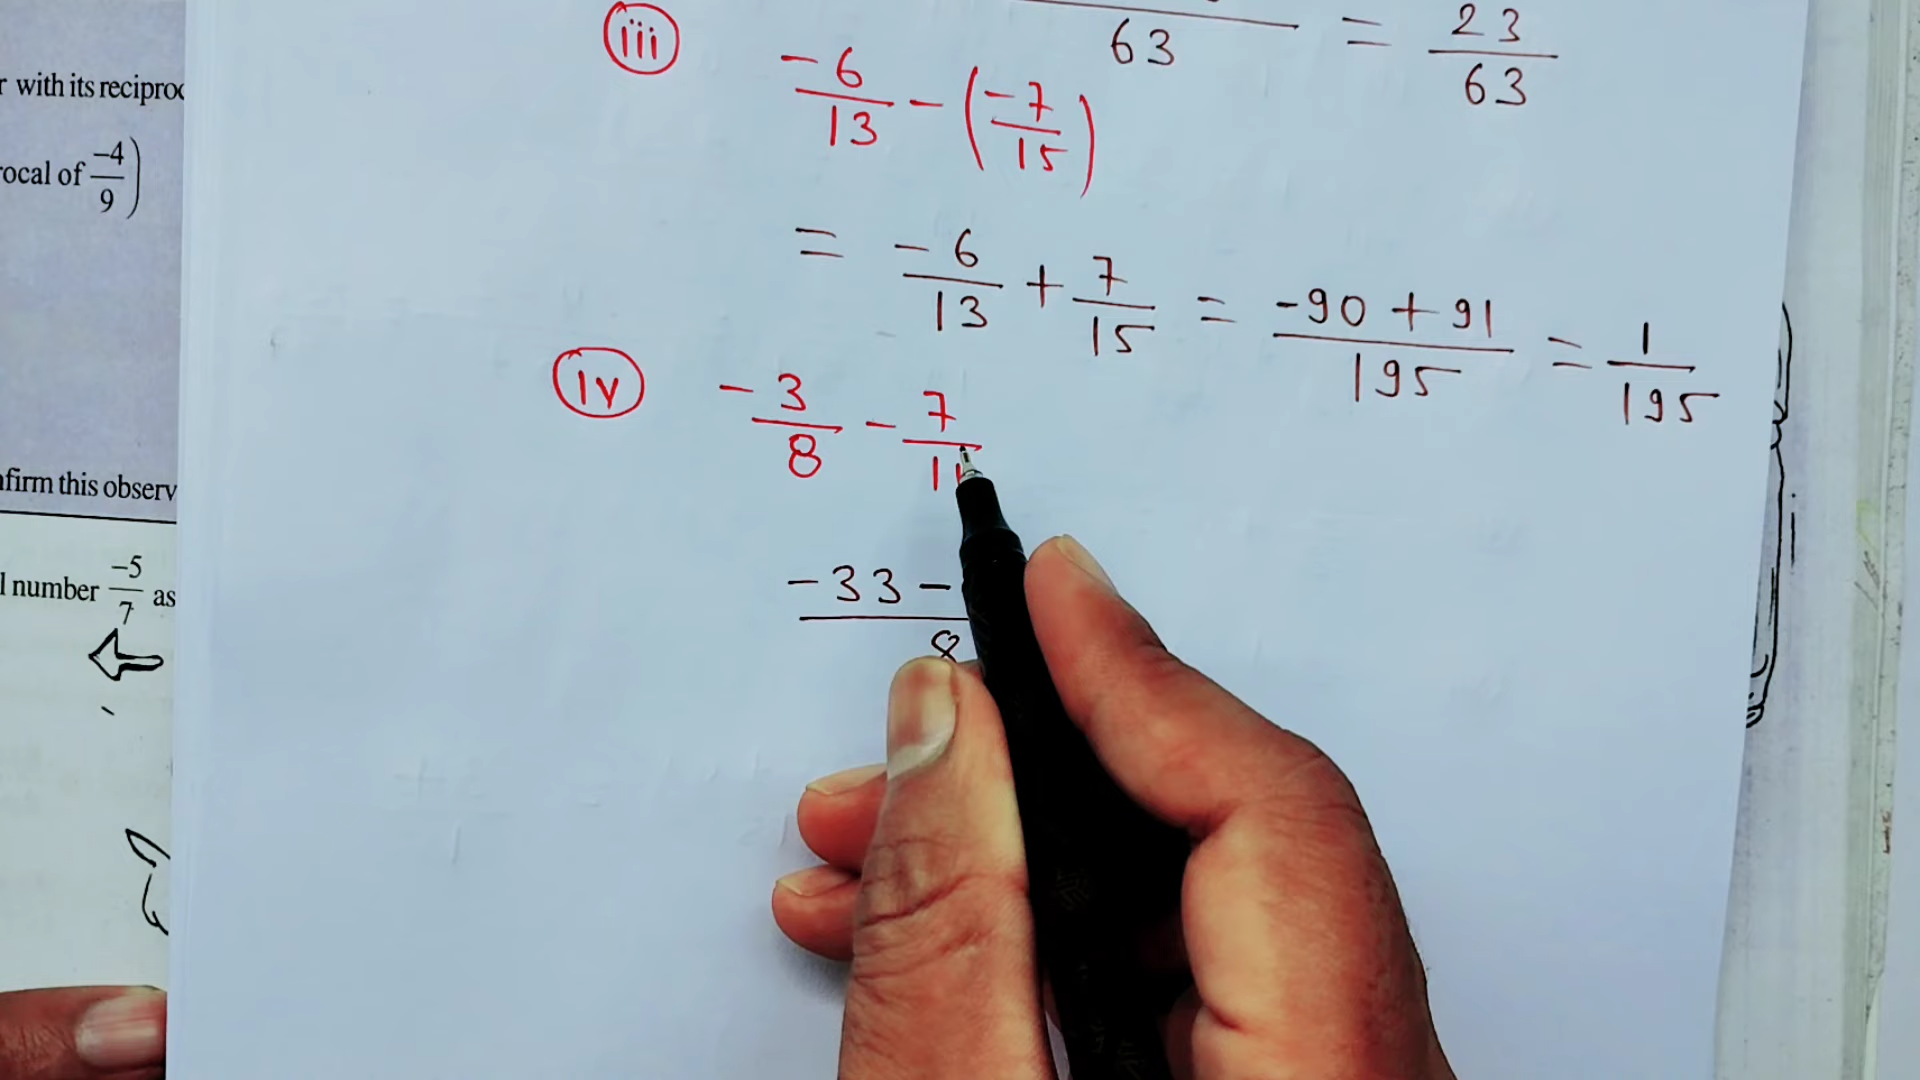 r with its reciproc
ocal of -4/9)
nfirm this observ
l number -5/7 as
63 = 23/63
iii -6/13 - (-7/15)
= -6/13 + 7/15 = -90 + 91/195 = 1/195
iv -3/8 - 7/11
-33 -
8